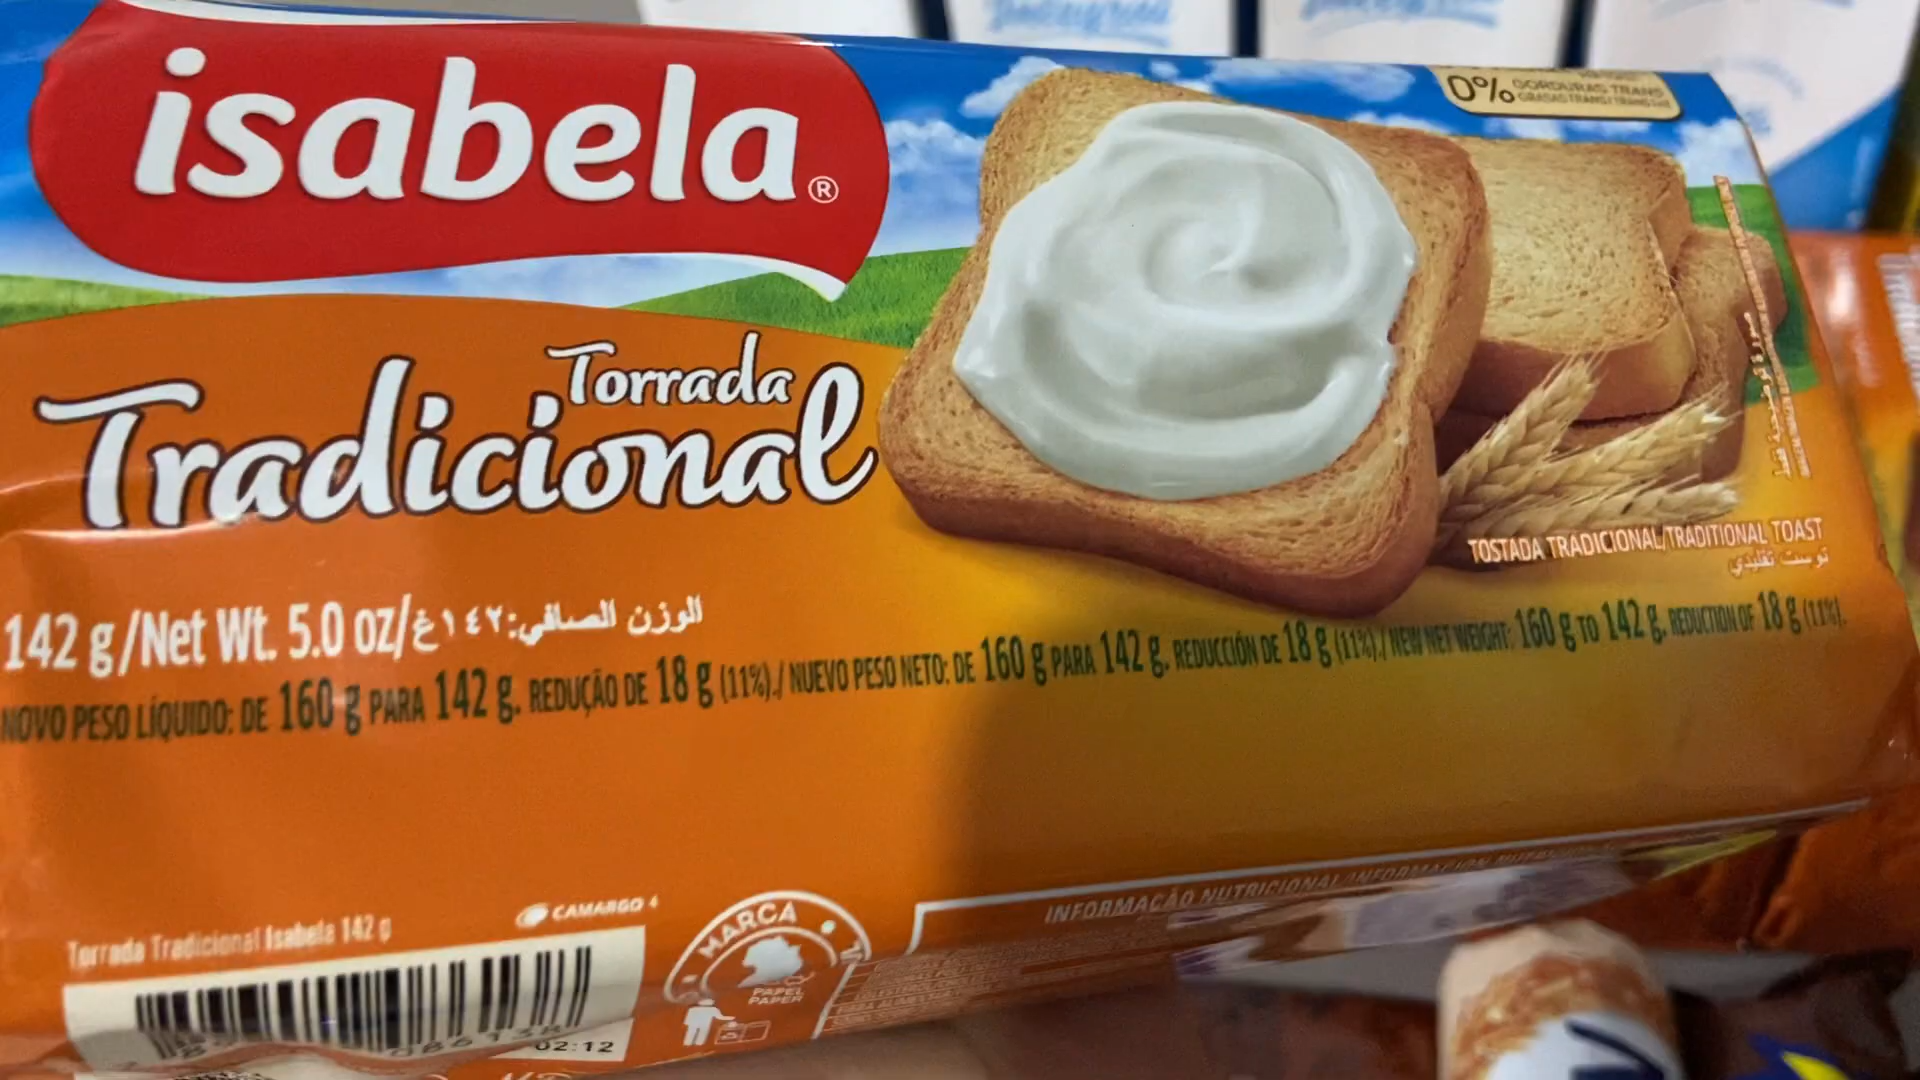 isabela®
0% GORDURAS TRANS
Torrada
Tradicional
TOSTADA TRADICIONAL/TRADITIONAL TOAST
توست تقليدي
142 g/Net Wt. 5.0 oz/الوزن الصافي:١٤٢غ
NOVO PESO LÍQUIDO: DE 160 g PARA 142 g. REDUÇÃO DE 18 g (11%)./ NUEVO PESO NETO: DE 160 g PARA 142 g. REDUCCIÓN DE 18 g (11%)./ NEW NET WEIGHT: 160 g TO 142 g. REDUCTION OF 18 g (11%).
CAMARGO 4
Torrada Tradicional Isabela 142 g
MARCA
PAPEL
PAPER
INFORMAÇÃO NUTRICIONAL/INFORMACIÓN
02:12